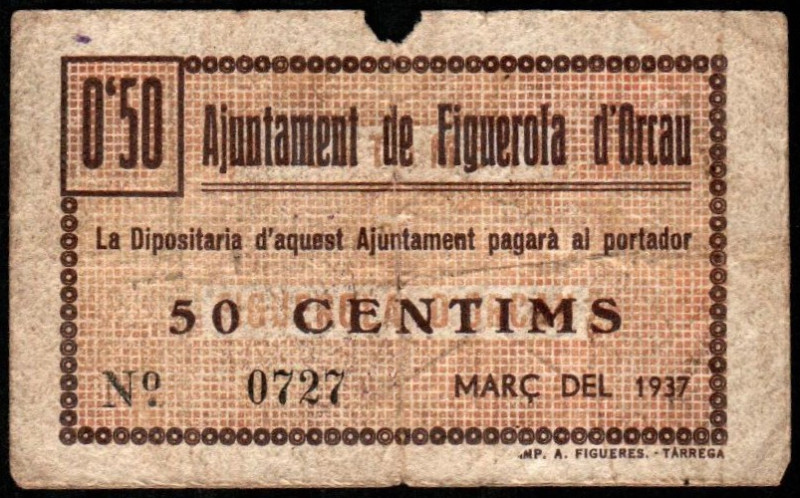 0'50
Ajuntament de Figuerola d'Orcau
La Dipositaria d'aquest Ajuntament pagarà al portador
50 CENTIMS
Nº 0727
MARÇ DEL 1937
IMP. A. FIGUERES. - TÀRREGA